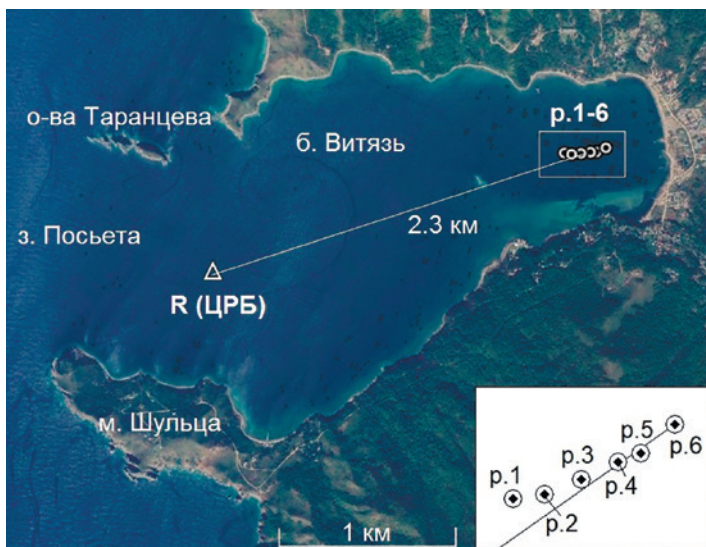 о-ва Таранцева
р.1-6
б. Витязь
з. Посьета
2.3 км
R (ЦРБ)
м. Шульца
1 км
р.1
р.2
р.3
р.4
р.5
р.6